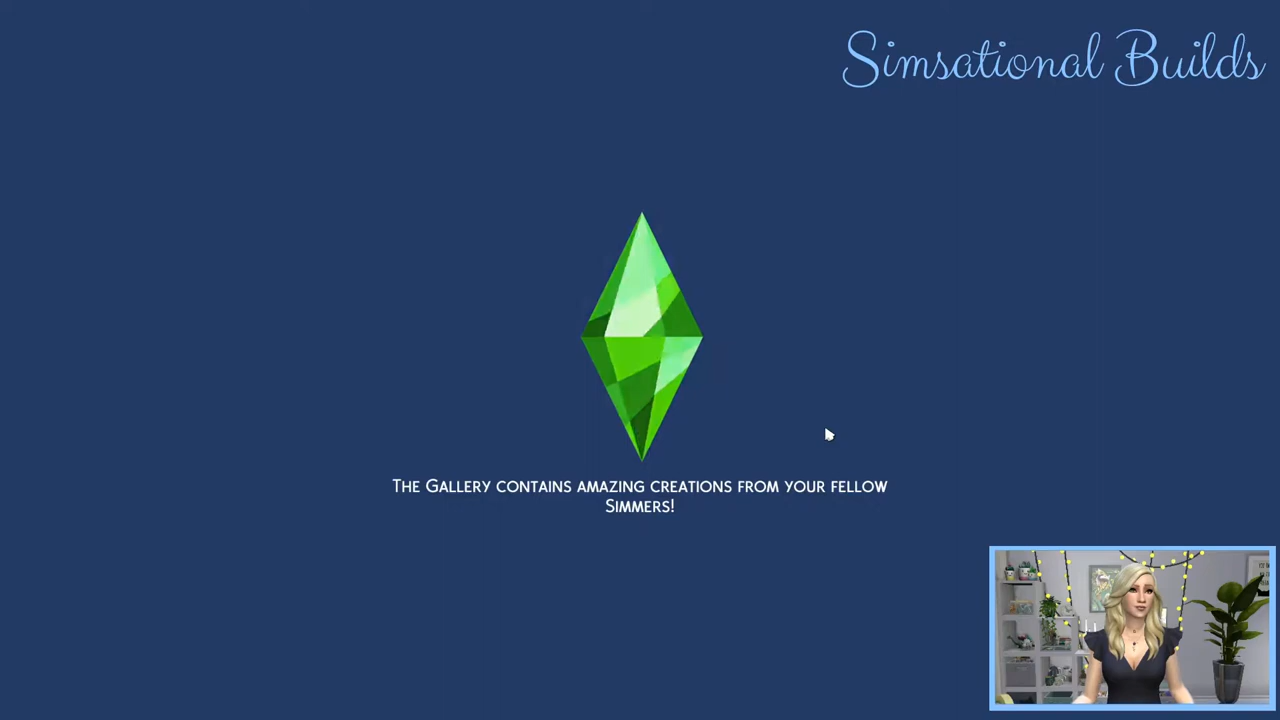 Simsational Builds
The Gallery contains amazing creations from your fellow
Simmers!